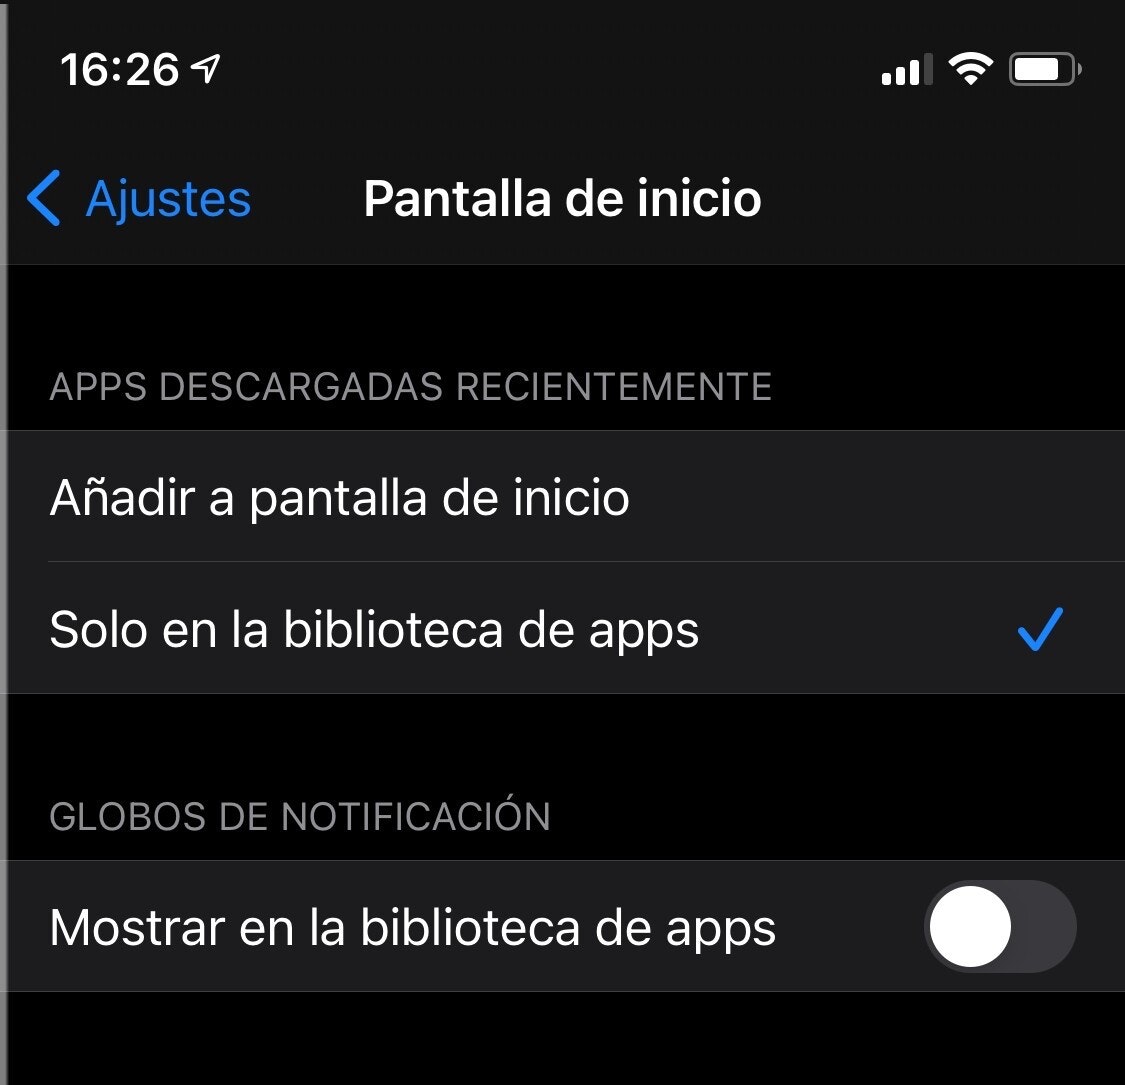 16:26
Ajustes
Pantalla de inicio
APPS DESCARGADAS RECIENTEMENTE
Añadir a pantalla de inicio
Solo en la biblioteca de apps
GLOBOS DE NOTIFICACIÓN
Mostrar en la biblioteca de apps